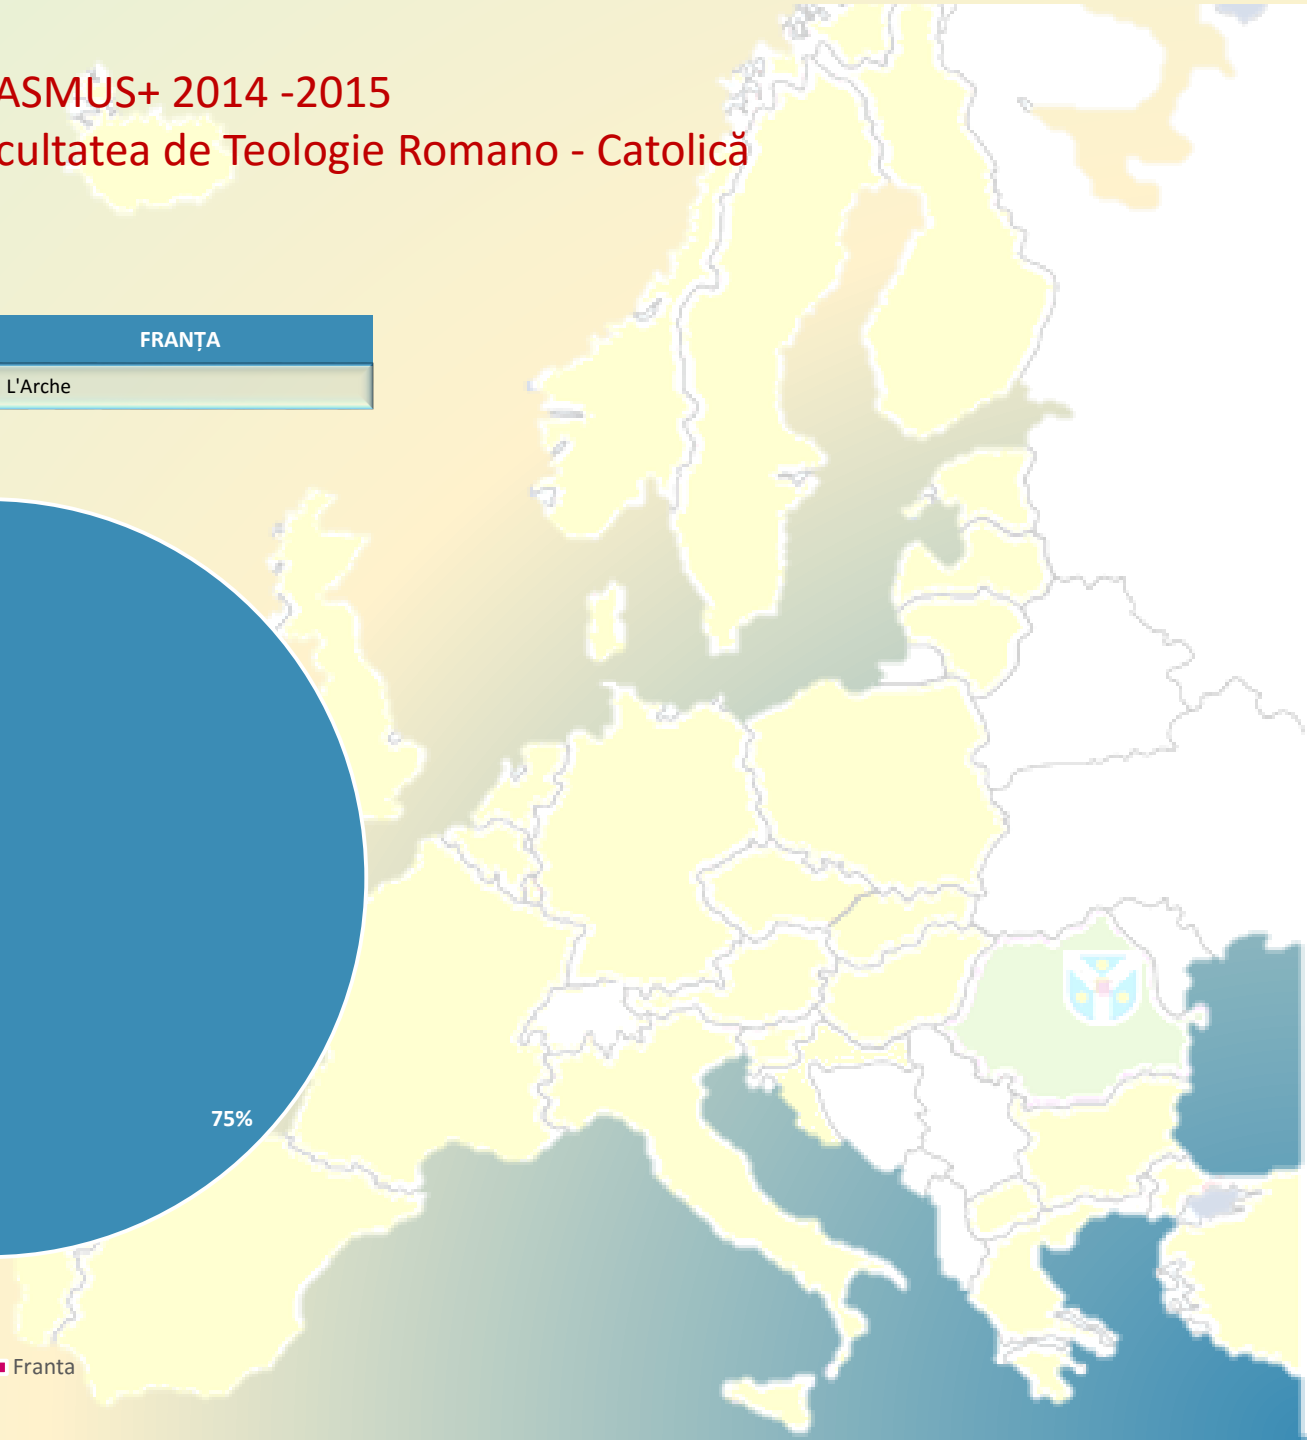 ASMUS+ 2014 -2015
cultatea de Teologie Romano - Catolică
FRANȚA
L'Arche
75%
Franta